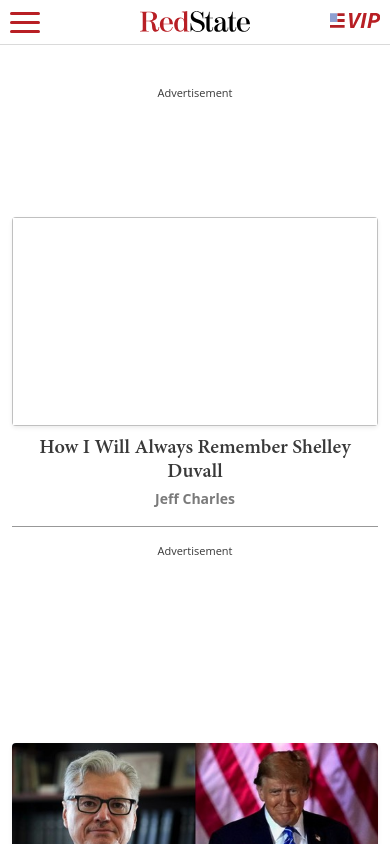 RedState
VIP
Advertisement
How I Will Always Remember Shelley
Duvall
Jeff Charles
Advertisement